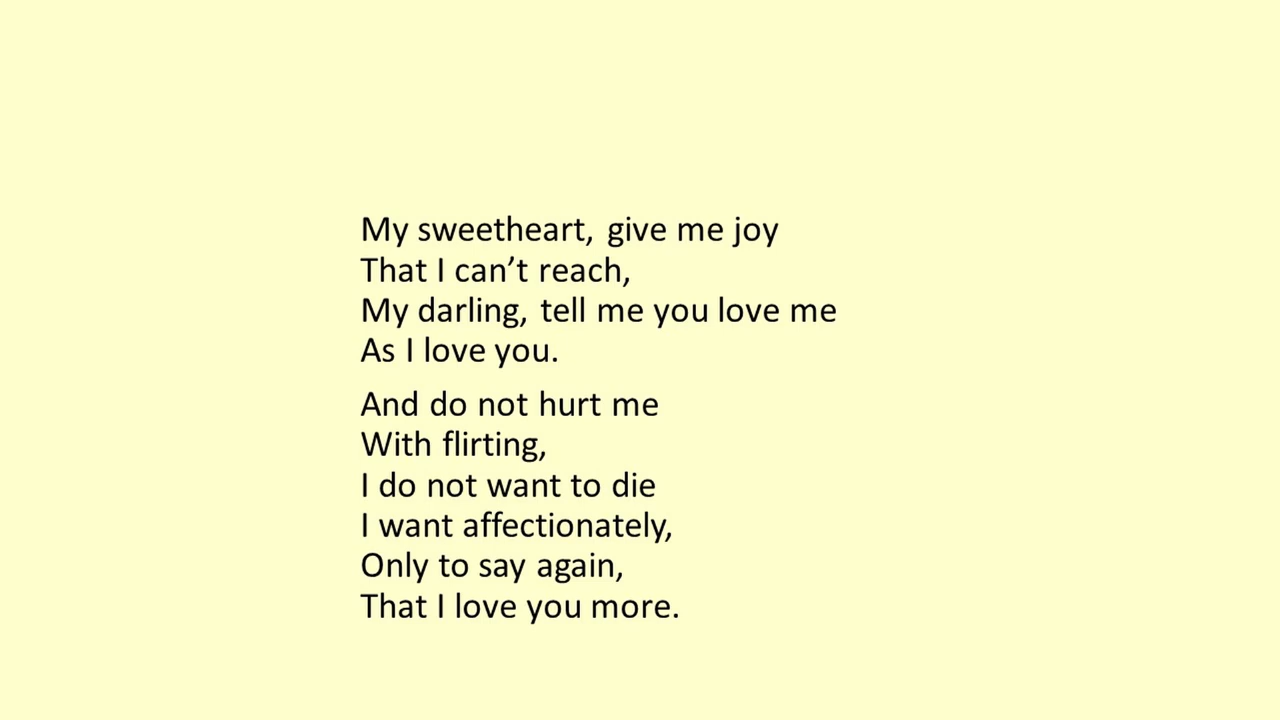 My sweetheart, give me joy
That I can’t reach,
My darling, tell me you love me
As I love you.
And do not hurt me
With flirting,
I do not want to die
I want affectionately,
Only to say again,
That I love you more.